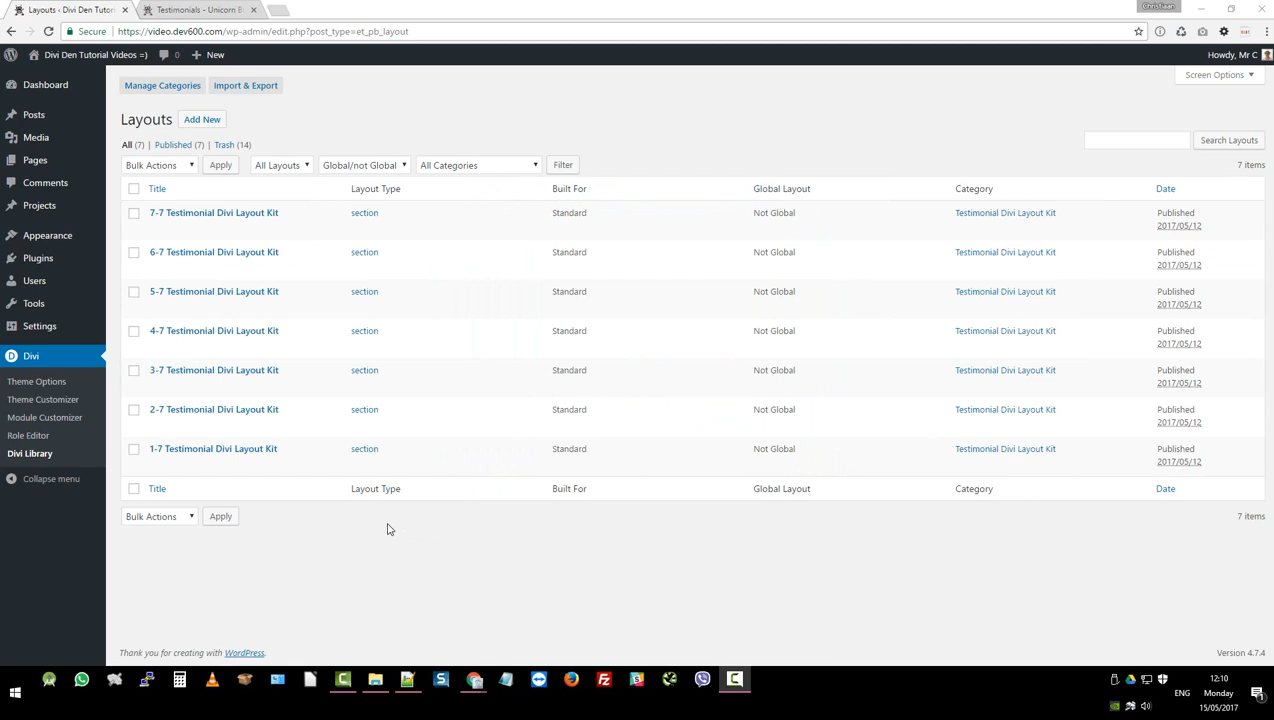 Layouts ‹ Divi Den Tutor
Testimonials - Unicorn B
Christiaan
Secure
https://video.dev600.com/wp-admin/edit.php?post_type=et_pb_layout
Divi Den Tutorial Videos =)
0
New
Howdy, Mr C
Dashboard
Posts
Media
Pages
Comments
Projects
Appearance
Plugins
Users
Tools
Settings
Divi
Theme Options
Theme Customizer
Module Customizer
Role Editor
Divi Library
Collapse menu
Manage Categories
Import & Export
Screen Options
Layouts
Add New
All (7) | Published (7) | Trash (14)
Search Layouts
Bulk Actions
Apply
All Layouts
Global/not Global
All Categories
Filter
7 items
Title Layout Type Built For Global Layout Category Date
7-7 Testimonial Divi Layout Kit section Standard Not Global Testimonial Divi Layout Kit Published
2017/05/12
6-7 Testimonial Divi Layout Kit section Standard Not Global Testimonial Divi Layout Kit Published
2017/05/12
5-7 Testimonial Divi Layout Kit section Standard Not Global Testimonial Divi Layout Kit Published
2017/05/12
4-7 Testimonial Divi Layout Kit section Standard Not Global Testimonial Divi Layout Kit Published
2017/05/12
3-7 Testimonial Divi Layout Kit section Standard Not Global Testimonial Divi Layout Kit Published
2017/05/12
2-7 Testimonial Divi Layout Kit section Standard Not Global Testimonial Divi Layout Kit Published
2017/05/12
1-7 Testimonial Divi Layout Kit section Standard Not Global Testimonial Divi Layout Kit Published
2017/05/12
Title Layout Type Built For Global Layout Category Date
Bulk Actions
Apply
7 items
Thank you for creating with WordPress.
Version 4.7.4
12:10
ENG Monday
15/05/2017